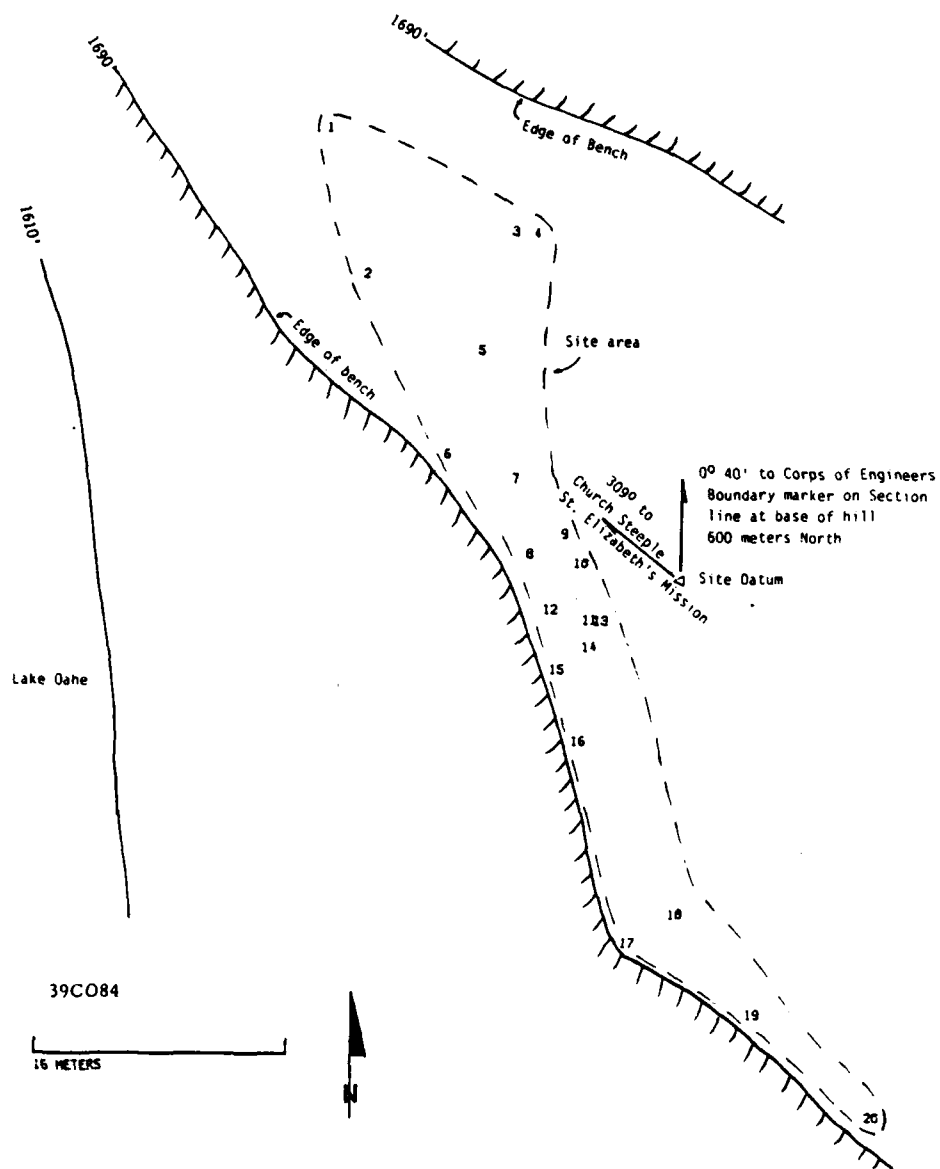 1690'
1690'
Edge of Bench
1
1610'
3 4
2
Edge of bench
5
Site area
6
7
309° to
Church Steeple
St. Elizabeth's Mission
0° 40' to Corps of Engineers
Boundary marker on Section
line at base of hill
600 meters North
9
8
10
Site Datum
12
11 13
14
15
Lake Oahe
16
18
17
39CO84
19
16 METERS
N
20